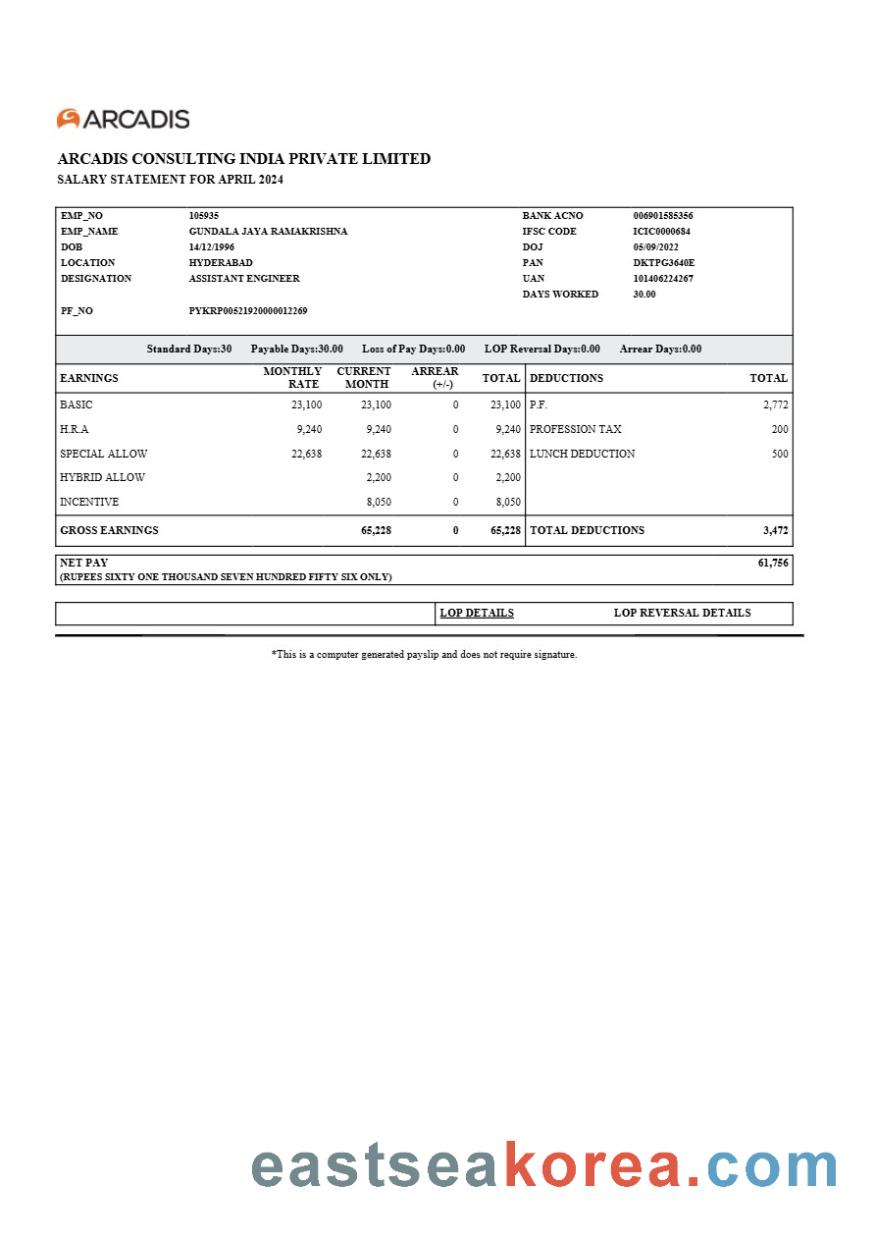 ARCADIS
ARCADIS CONSULTING INDIA PRIVATE LIMITED
SALARY STATEMENT FOR APRIL 2024
EMP_NO 105935 BANK ACNO 006901585356
EMP_NAME GUNDALA JAYA RAMAKRISHNA IFSC CODE ICIC0000684
DOB 14/12/1996 DOJ 05/09/2022
LOCATION HYDERABAD PAN DKTPG3640E
DESIGNATION ASSISTANT ENGINEER UAN 101406224267
DAYS WORKED 30.00
PF_NO PYKRP00521920000012269
Standard Days:30 Payable Days:30.00 Loss of Pay Days:0.00 LOP Reversal Days:0.00 Arrear Days:0.00
EARNINGS MONTHLY RATE CURRENT MONTH ARREAR (+/-) TOTAL DEDUCTIONS TOTAL
BASIC 23,100 23,100 0 23,100 P.F. 2,772
H.R.A 9,240 9,240 0 9,240 PROFESSION TAX 200
SPECIAL ALLOW 22,638 22,638 0 22,638 LUNCH DEDUCTION 500
HYBRID ALLOW 2,200 0 2,200
INCENTIVE 8,050 0 8,050
GROSS EARNINGS 65,228 0 65,228 TOTAL DEDUCTIONS 3,472
NET PAY 61,756
(RUPEES SIXTY ONE THOUSAND SEVEN HUNDRED FIFTY SIX ONLY)
LOP DETAILS LOP REVERSAL DETAILS
*This is a computer generated payslip and does not require signature.
eastseakorea.com